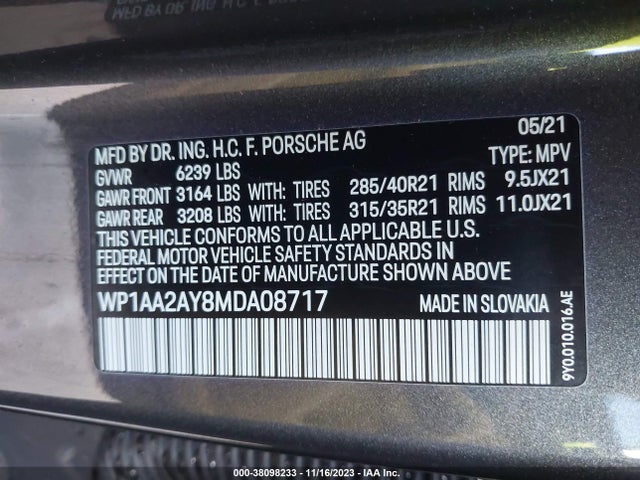 MFD BY DR. ING. H.C. F. PORSCHE AG 05/21
GVWR 6239 LBS TYPE: MPV
GAWR FRONT 3164 LBS WITH: TIRES 285/40R21 RIMS 9.5JX21
GAWR REAR 3208 LBS WITH: TIRES 315/35R21 RIMS 11.0JX21
THIS VEHICLE CONFORMS TO ALL APPLICABLE U.S.
FEDERAL MOTOR VEHICLE SAFETY STANDARDS IN
EFFECT ON THE DATE OF MANUFACTURE SHOWN ABOVE
WP1AA2AY8MDA08717 MADE IN SLOVAKIA
9Y0.010.016.AE
000-38098233 - 11/16/2023 - IAA Inc.